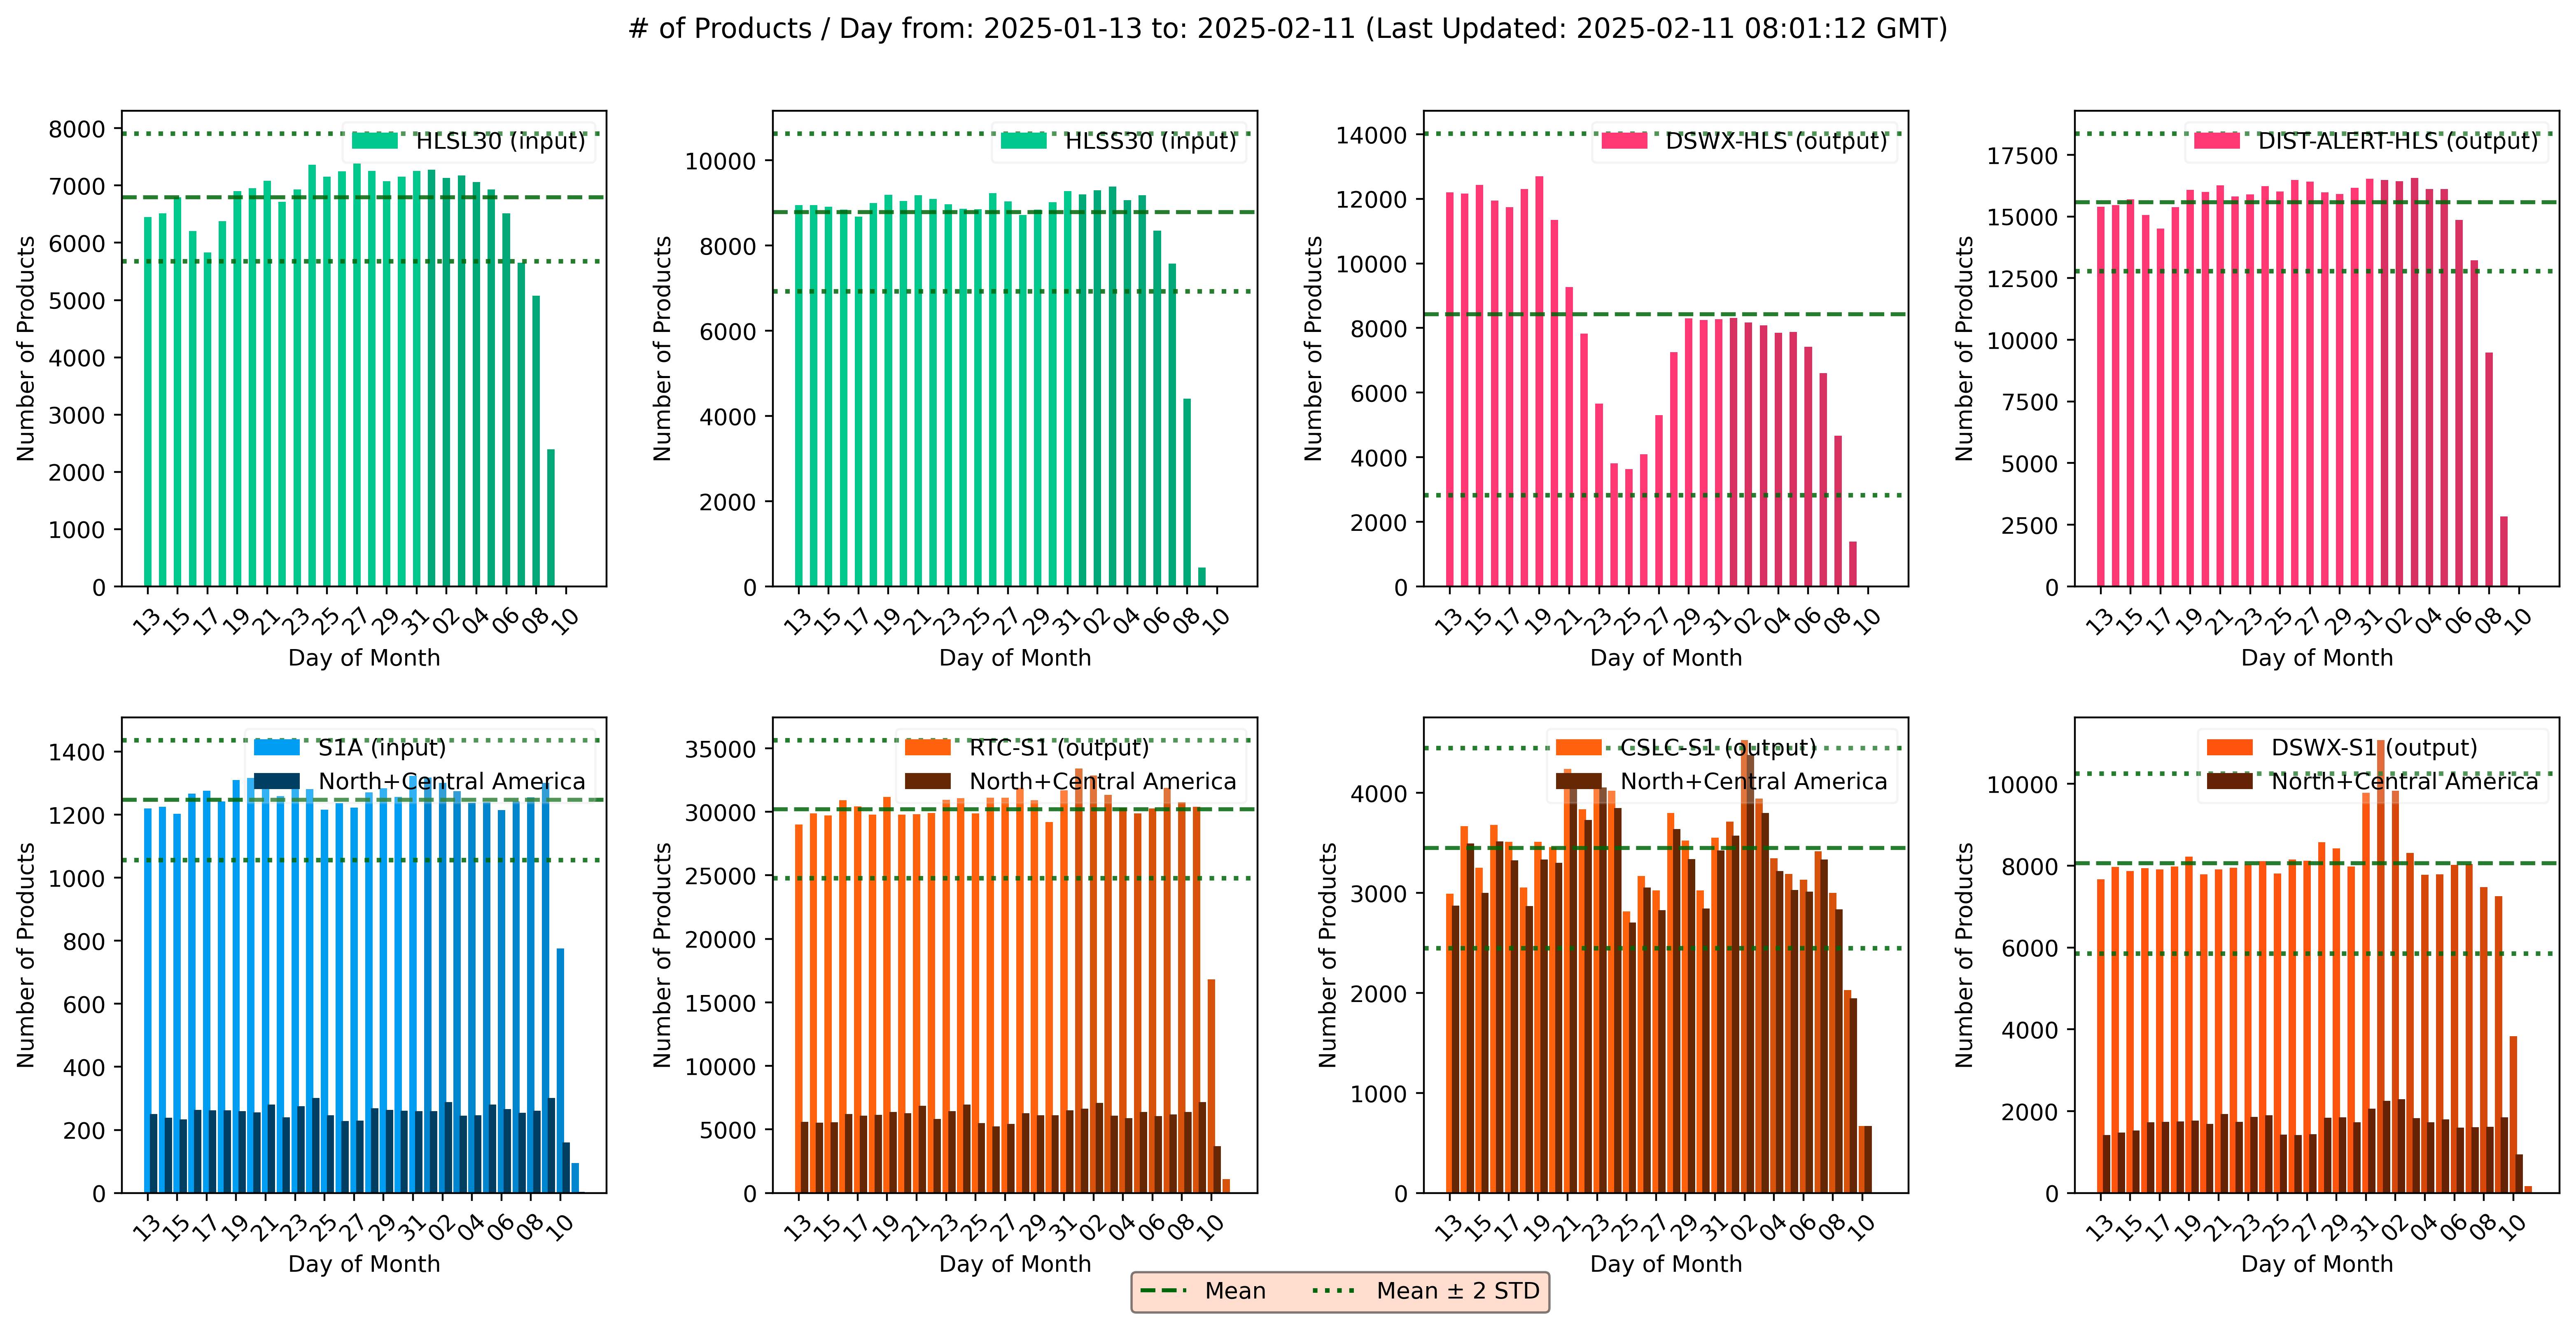 # of Products / Day from: 2025-01-13 to: 2025-02-11 (Last Updated: 2025-02-11 08:01:12 GMT)
HLSL30 (input)
Number of Products
8000
7000
6000
5000
4000
3000
2000
1000
0
13 15 17 19 21 23 25 27 29 31 02 04 06 08 10
Day of Month
HLSS30 (input)
Number of Products
10000
8000
6000
4000
2000
0
13 15 17 19 21 23 25 27 29 31 02 04 06 08 10
Day of Month
DSWX-HLS (output)
Number of Products
14000
12000
10000
8000
6000
4000
2000
0
13 15 17 19 21 23 25 27 29 31 02 04 06 08 10
Day of Month
DIST-ALERT-HLS (output)
Number of Products
17500
15000
12500
10000
7500
5000
2500
0
13 15 17 19 21 23 25 27 29 31 02 04 06 08 10
Day of Month
S1A (input)
North+Central America
Number of Products
1400
1200
1000
800
600
400
200
0
13 15 17 19 21 23 25 27 29 31 02 04 06 08 10
Day of Month
RTC-S1 (output)
North+Central America
Number of Products
35000
30000
25000
20000
15000
10000
5000
0
13 15 17 19 21 23 25 27 29 31 02 04 06 08 10
Day of Month
CSLC-S1 (output)
North+Central America
Number of Products
4000
3000
2000
1000
0
13 15 17 19 21 23 25 27 29 31 02 04 06 08 10
Day of Month
DSWX-S1 (output)
North+Central America
Number of Products
10000
8000
6000
4000
2000
0
13 15 17 19 21 23 25 27 29 31 02 04 06 08 10
Day of Month
Mean
Mean ± 2 STD